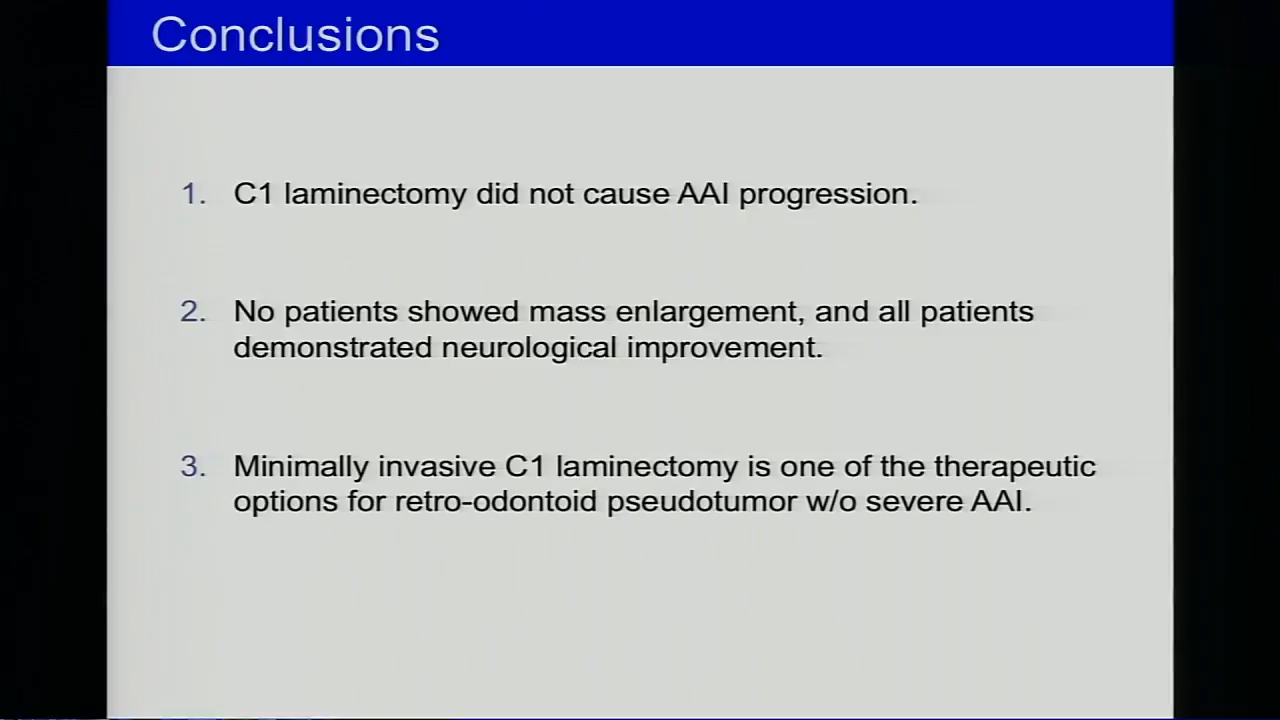 Conclusions
1. C1 laminectomy did not cause AAI progression.
2. No patients showed mass enlargement, and all patients
demonstrated neurological improvement.
3. Minimally invasive C1 laminectomy is one of the therapeutic
options for retro-odontoid pseudotumor w/o severe AAI.